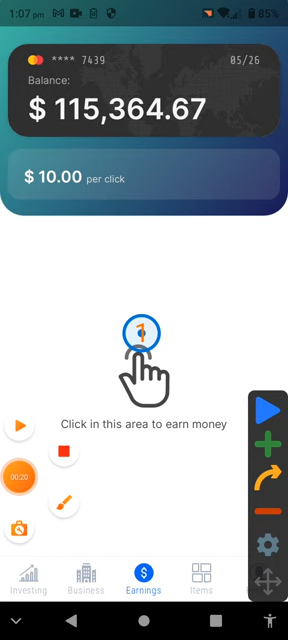 1:07 pm
85%
**** 7439
05/26
Balance:
$ 115,364.67
$ 10.00 per click
1
Click in this area to earn money
00:20
Investing
Business
Earnings
Items